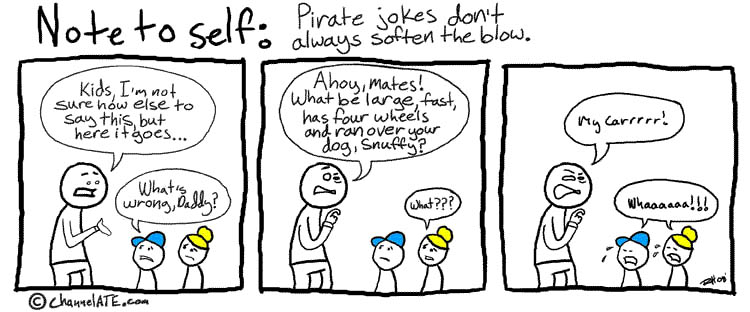 Note to self:
Pirate jokes don't
always soften the blow.
Kids, I'm not
sure how else to
say this, but
here it goes...
What's
wrong, Daddy?
Ahoy, mates!
What be large, fast,
has four wheels
and ran over your
dog, Snuffy?
What???
My carrrrr!
Whaaaaaa!!!
© ChannelATE.com